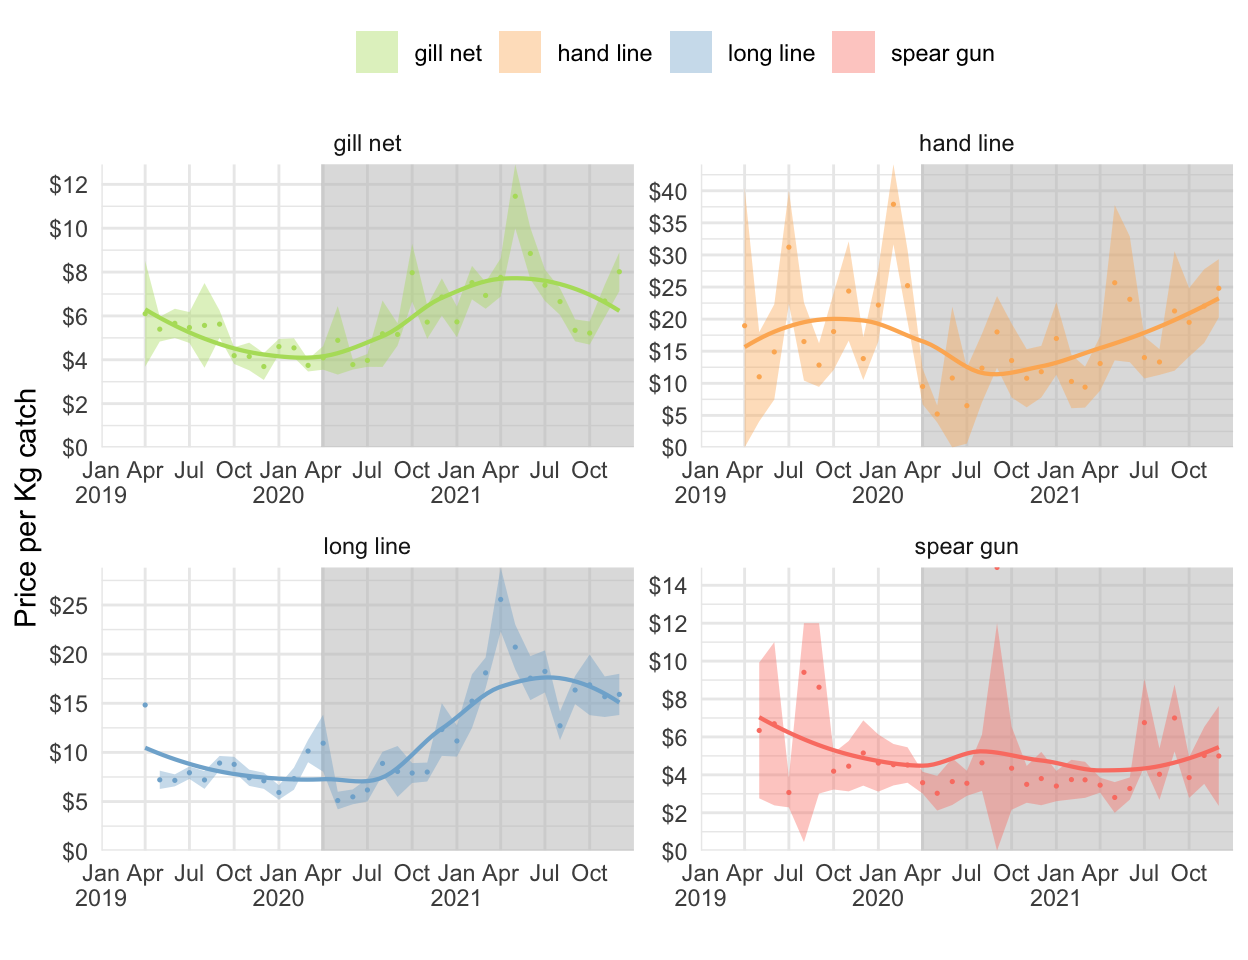 gill net hand line long line spear gun
gill net
$12
$10
$8
$6
$4
$2
$0
Jan Apr Jul Oct Jan Apr Jul Oct Jan Apr Jul Oct
2019 2020 2021
hand line
$40
$35
$30
$25
$20
$15
$10
$5
$0
Jan Apr Jul Oct Jan Apr Jul Oct Jan Apr Jul Oct
2019 2020 2021
Price per Kg catch
long line
$25
$20
$15
$10
$5
$0
Jan Apr Jul Oct Jan Apr Jul Oct Jan Apr Jul Oct
2019 2020 2021
spear gun
$14
$12
$10
$8
$6
$4
$2
$0
Jan Apr Jul Oct Jan Apr Jul Oct Jan Apr Jul Oct
2019 2020 2021